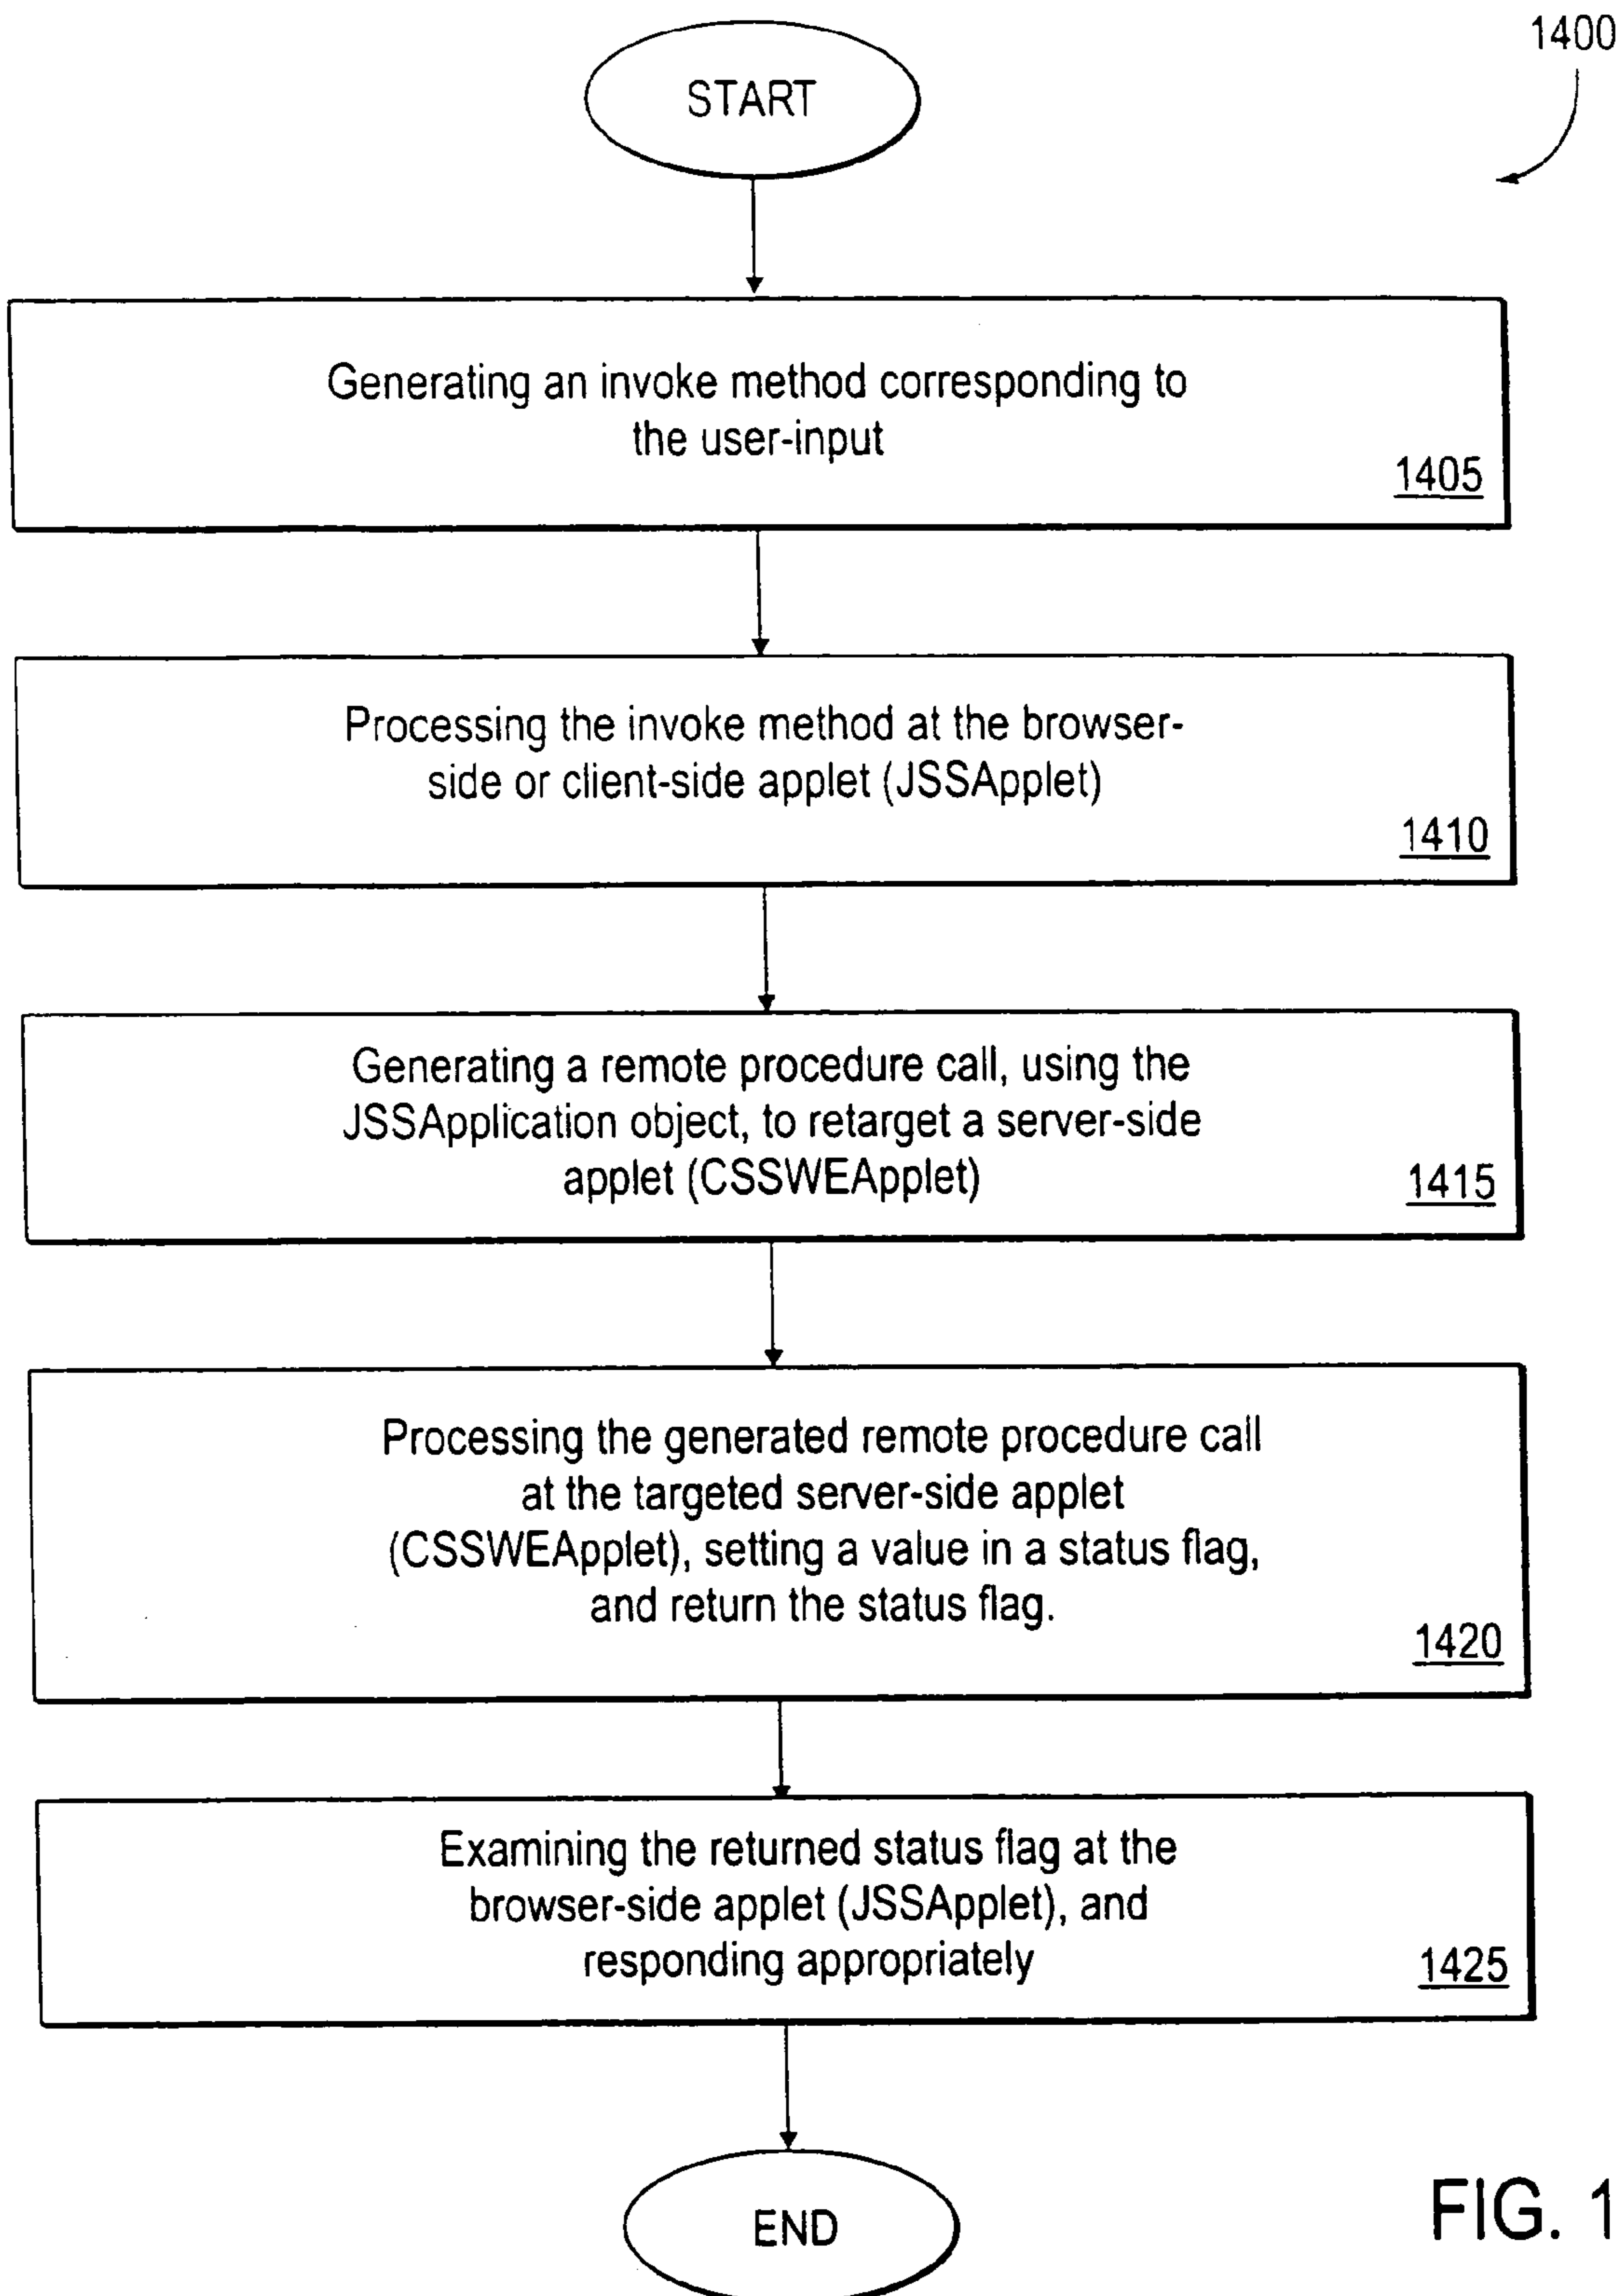 1400
START
Generating an invoke method corresponding to
the user-input
1405
Processing the invoke method at the browser-
side or client-side applet (JSSApplet)
1410
Generating a remote procedure call, using the
JSSApplication object, to retarget a server-side
applet (CSSWEApplet)
1415
Processing the generated remote procedure call
at the targeted server-side applet
(CSSWEApplet), setting a value in a status flag,
and return the status flag.
1420
Examining the returned status flag at the
browser-side applet (JSSApplet), and
responding appropriately
1425
END
FIG. 1